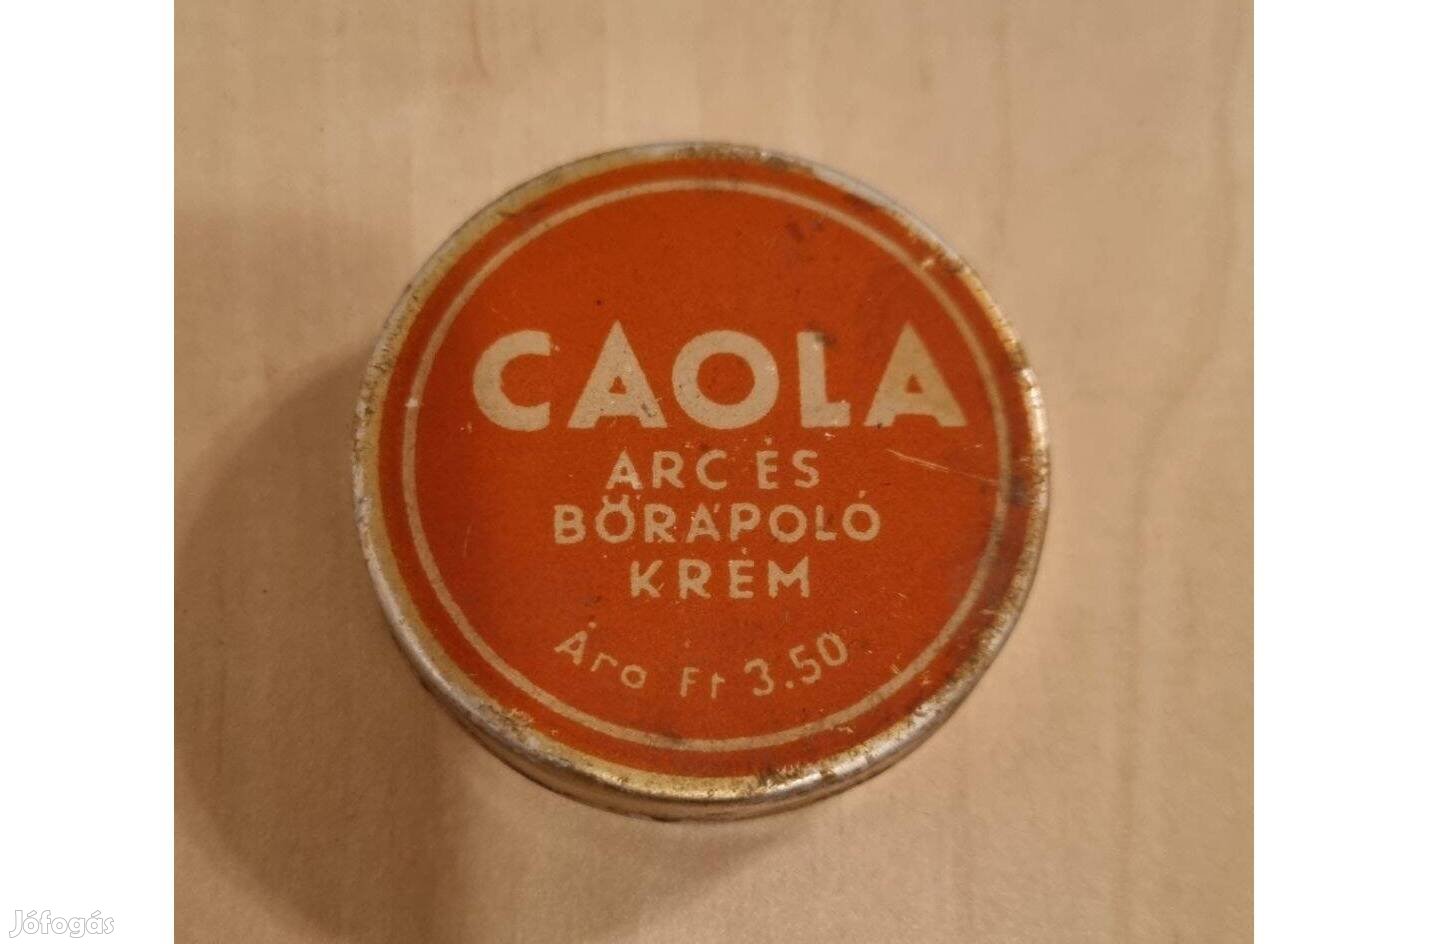 CAOLA
ARC ÉS
BŐRÁPOLÓ
KRÉM
Ára Ft 3.50
Jófogás